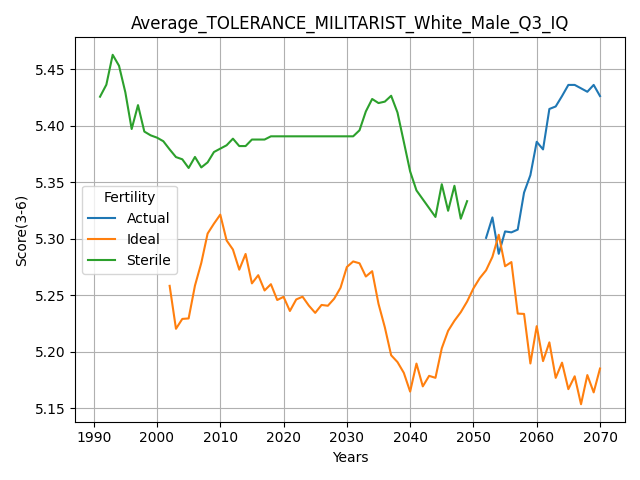 Average_TOLERANCE_MILITARIST_White_Male_Q3_IQ
Score(3-6)
5.45
5.40
5.35
5.30
5.25
5.20
5.15
Fertility
Actual
Ideal
Sterile
1990 2000 2010 2020 2030 2040 2050 2060 2070
Years